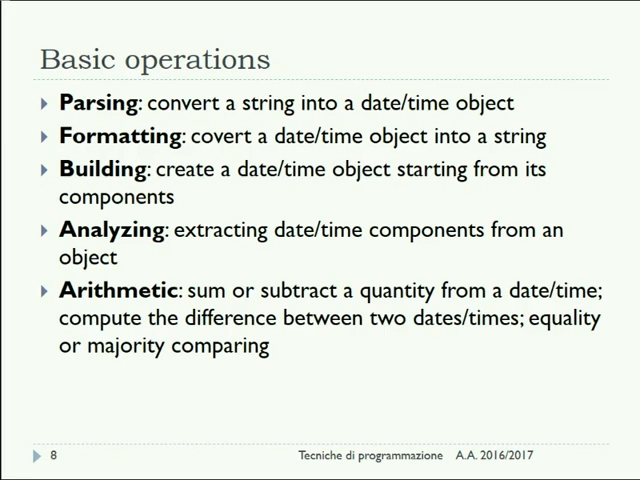 Basic operations
Parsing: convert a string into a date/time object
Formatting: covert a date/time object into a string
Building: create a date/time object starting from its
components
Analyzing: extracting date/time components from an
object
Arithmetic: sum or subtract a quantity from a date/time;
compute the difference between two dates/times; equality
or majority comparing
8 Tecniche di programmazione A.A. 2016/2017